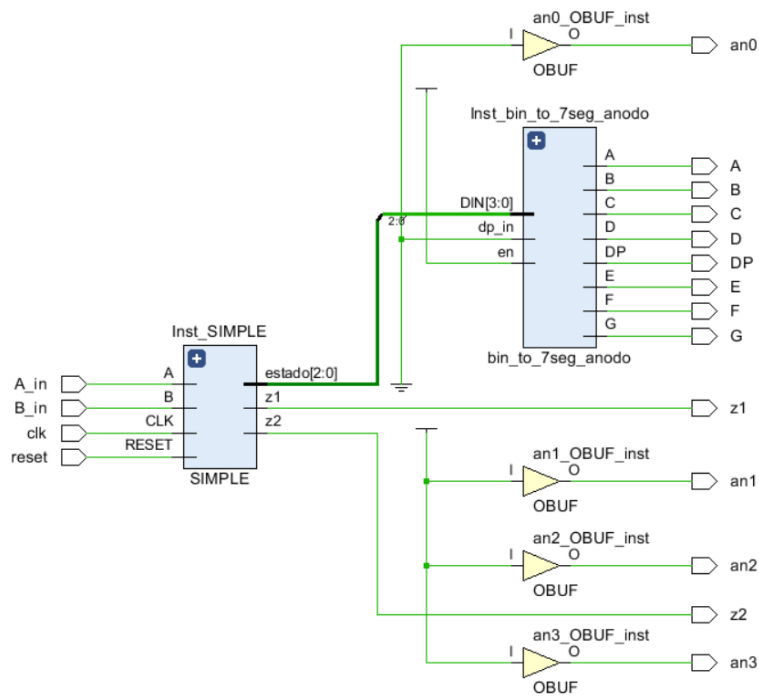 an0_OBUF_inst
I
O
an0
OBUF
Inst_bin_to_7seg_anodo
A
A
B
B
DIN[3:0]
C
C
2:0
dp_in
D
D
en
DP
DP
E
E
F
F
G
G
bin_to_7seg_anodo
Inst_SIMPLE
A_in
A
estado[2:0]
B_in
B
z1
z1
clk
CLK
z2
reset
RESET
SIMPLE
an1_OBUF_inst
I
O
an1
OBUF
an2_OBUF_inst
I
O
an2
OBUF
z2
an3_OBUF_inst
I
O
an3
OBUF